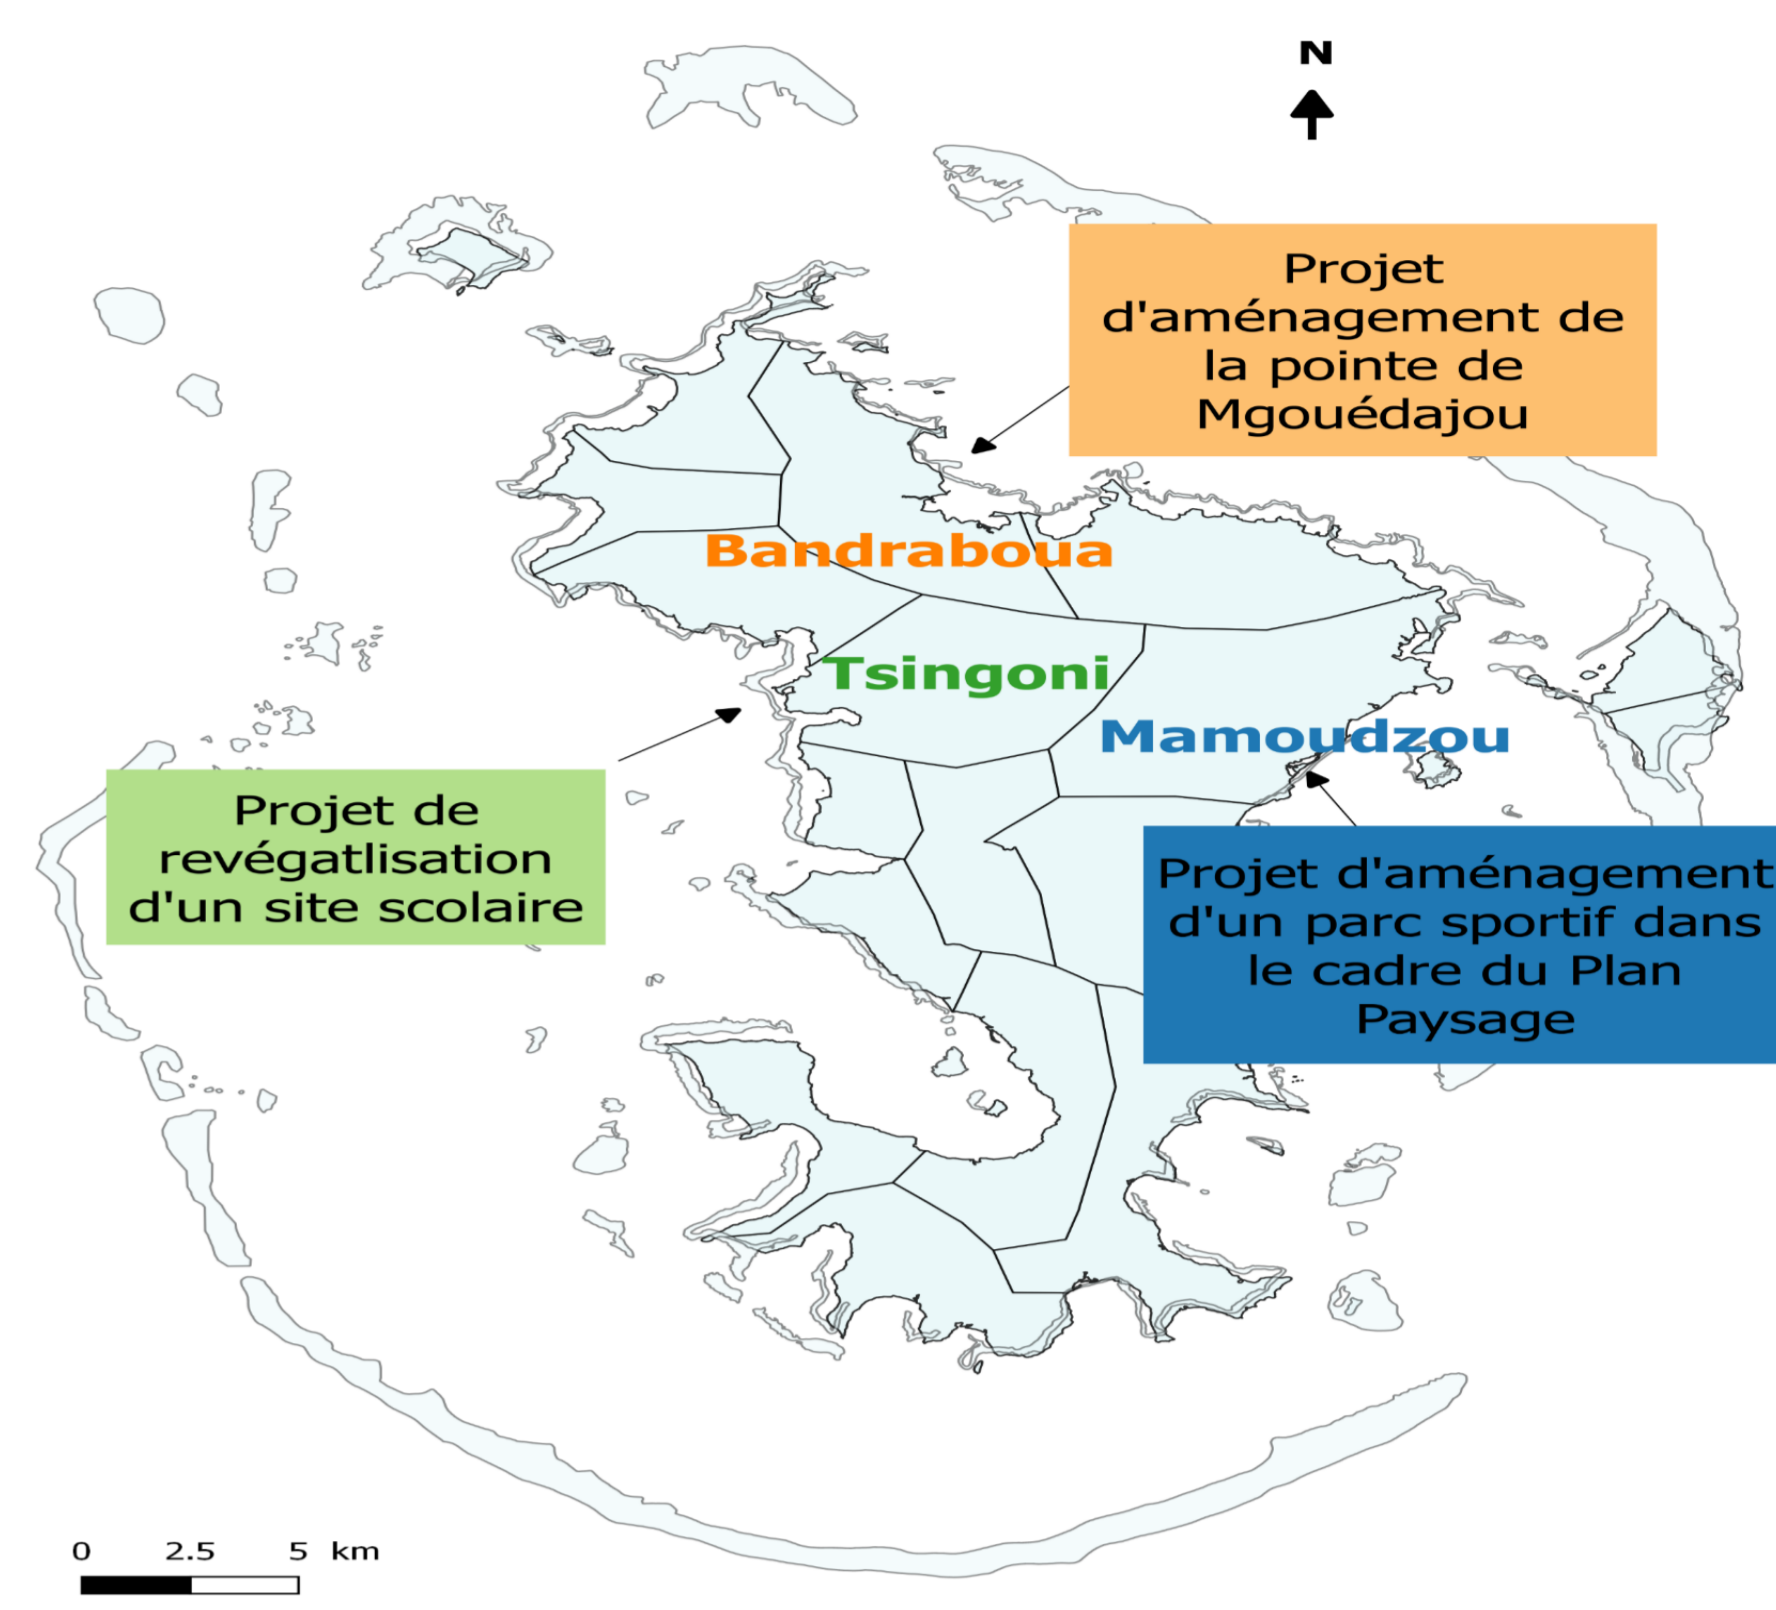 N
Projet
d'aménagement de
la pointe de
Mgouédajou
Bandraboua
Tsingoni
Mamoudzou
Projet de
revégatlisation
d'un site scolaire
Projet d'aménagement
d'un parc sportif dans
le cadre du Plan
Paysage
0 2.5 5 km